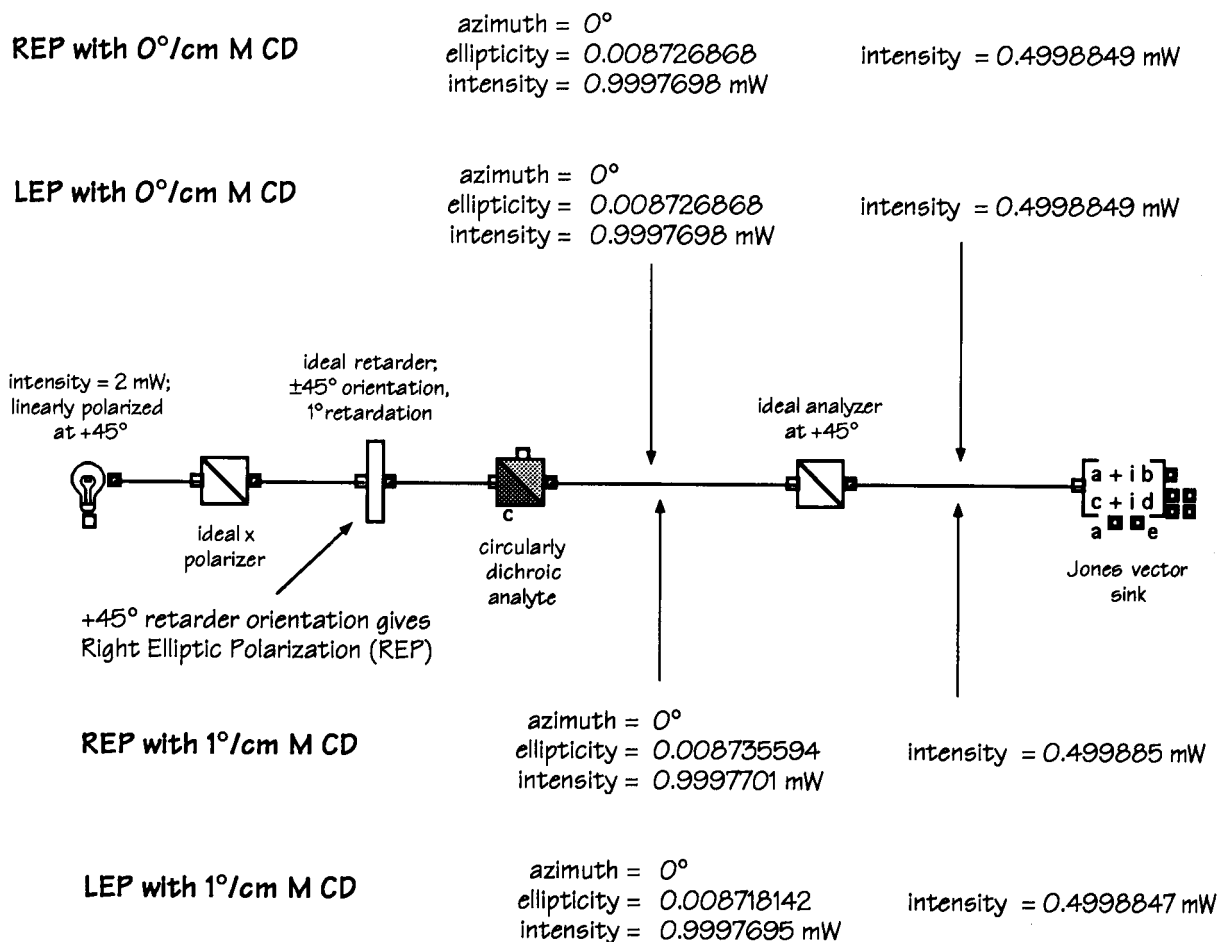 REP with 0°/cm M CD
azimuth = 0°
ellipticity = 0.008726868
intensity = 0.9997698 mW
intensity = 0.4998849 mW
LEP with 0°/cm M CD
azimuth = 0°
ellipticity = 0.008726868
intensity = 0.9997698 mW
intensity = 0.4998849 mW
intensity = 2 mW;
linearly polarized
at +45°
ideal x
polarizer
ideal retarder;
±45° orientation,
1° retardation
c
circularly
dichroic
analyte
ideal analyzer
at +45°
a + i b
c + i d
a e
Jones vector
sink
+45° retarder orientation gives
Right Elliptic Polarization (REP)
REP with 1°/cm M CD
azimuth = 0°
ellipticity = 0.008735594
intensity = 0.9997701 mW
intensity = 0.499885 mW
LEP with 1°/cm M CD
azimuth = 0°
ellipticity = 0.008718142
intensity = 0.9997695 mW
intensity = 0.4998847 mW